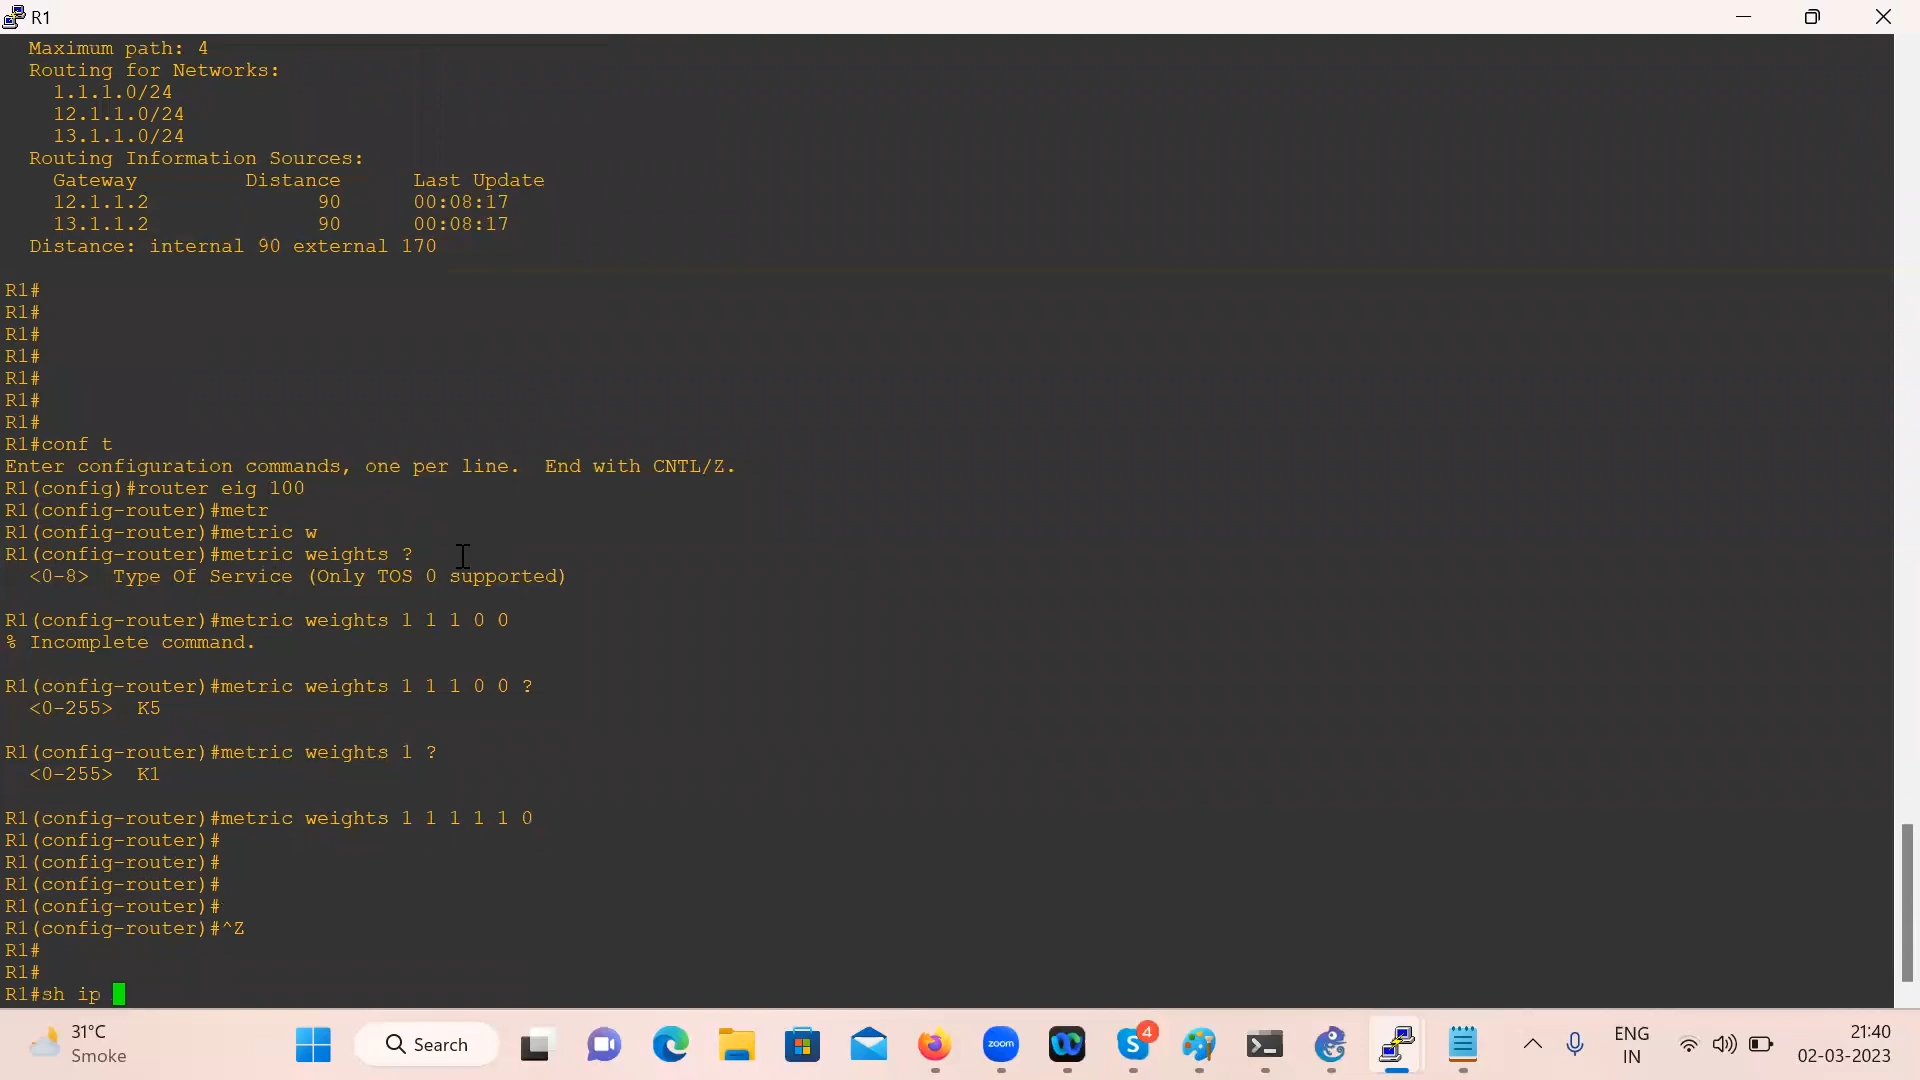 R1
Maximum path: 4
Routing for Networks:
1.1.1.0/24
12.1.1.0/24
13.1.1.0/24
Routing Information Sources:
Gateway Distance Last Update
12.1.1.2 90 00:08:17
13.1.1.2 90 00:08:17
Distance: internal 90 external 170
R1#
R1#
R1#
R1#
R1#
R1#
R1#
R1#conf t
Enter configuration commands, one per line. End with CNTL/Z.
R1(config)#router eig 100
R1(config-router)#metr
R1(config-router)#metric w
R1(config-router)#metric weights ?
<0-8> Type Of Service (Only TOS 0 supported)
R1(config-router)#metric weights 1 1 1 0 0
% Incomplete command.
R1(config-router)#metric weights 1 1 1 0 0 ?
<0-255> K5
R1(config-router)#metric weights 1 ?
<0-255> K1
R1(config-router)#metric weights 1 1 1 1 1 0
R1(config-router)#
R1(config-router)#
R1(config-router)#
R1(config-router)#
R1(config-router)#^Z
R1#
R1#
R1#sh ip
31°C
Smoke
Search
zoom
S 4
ENG
IN
21:40
02-03-2023